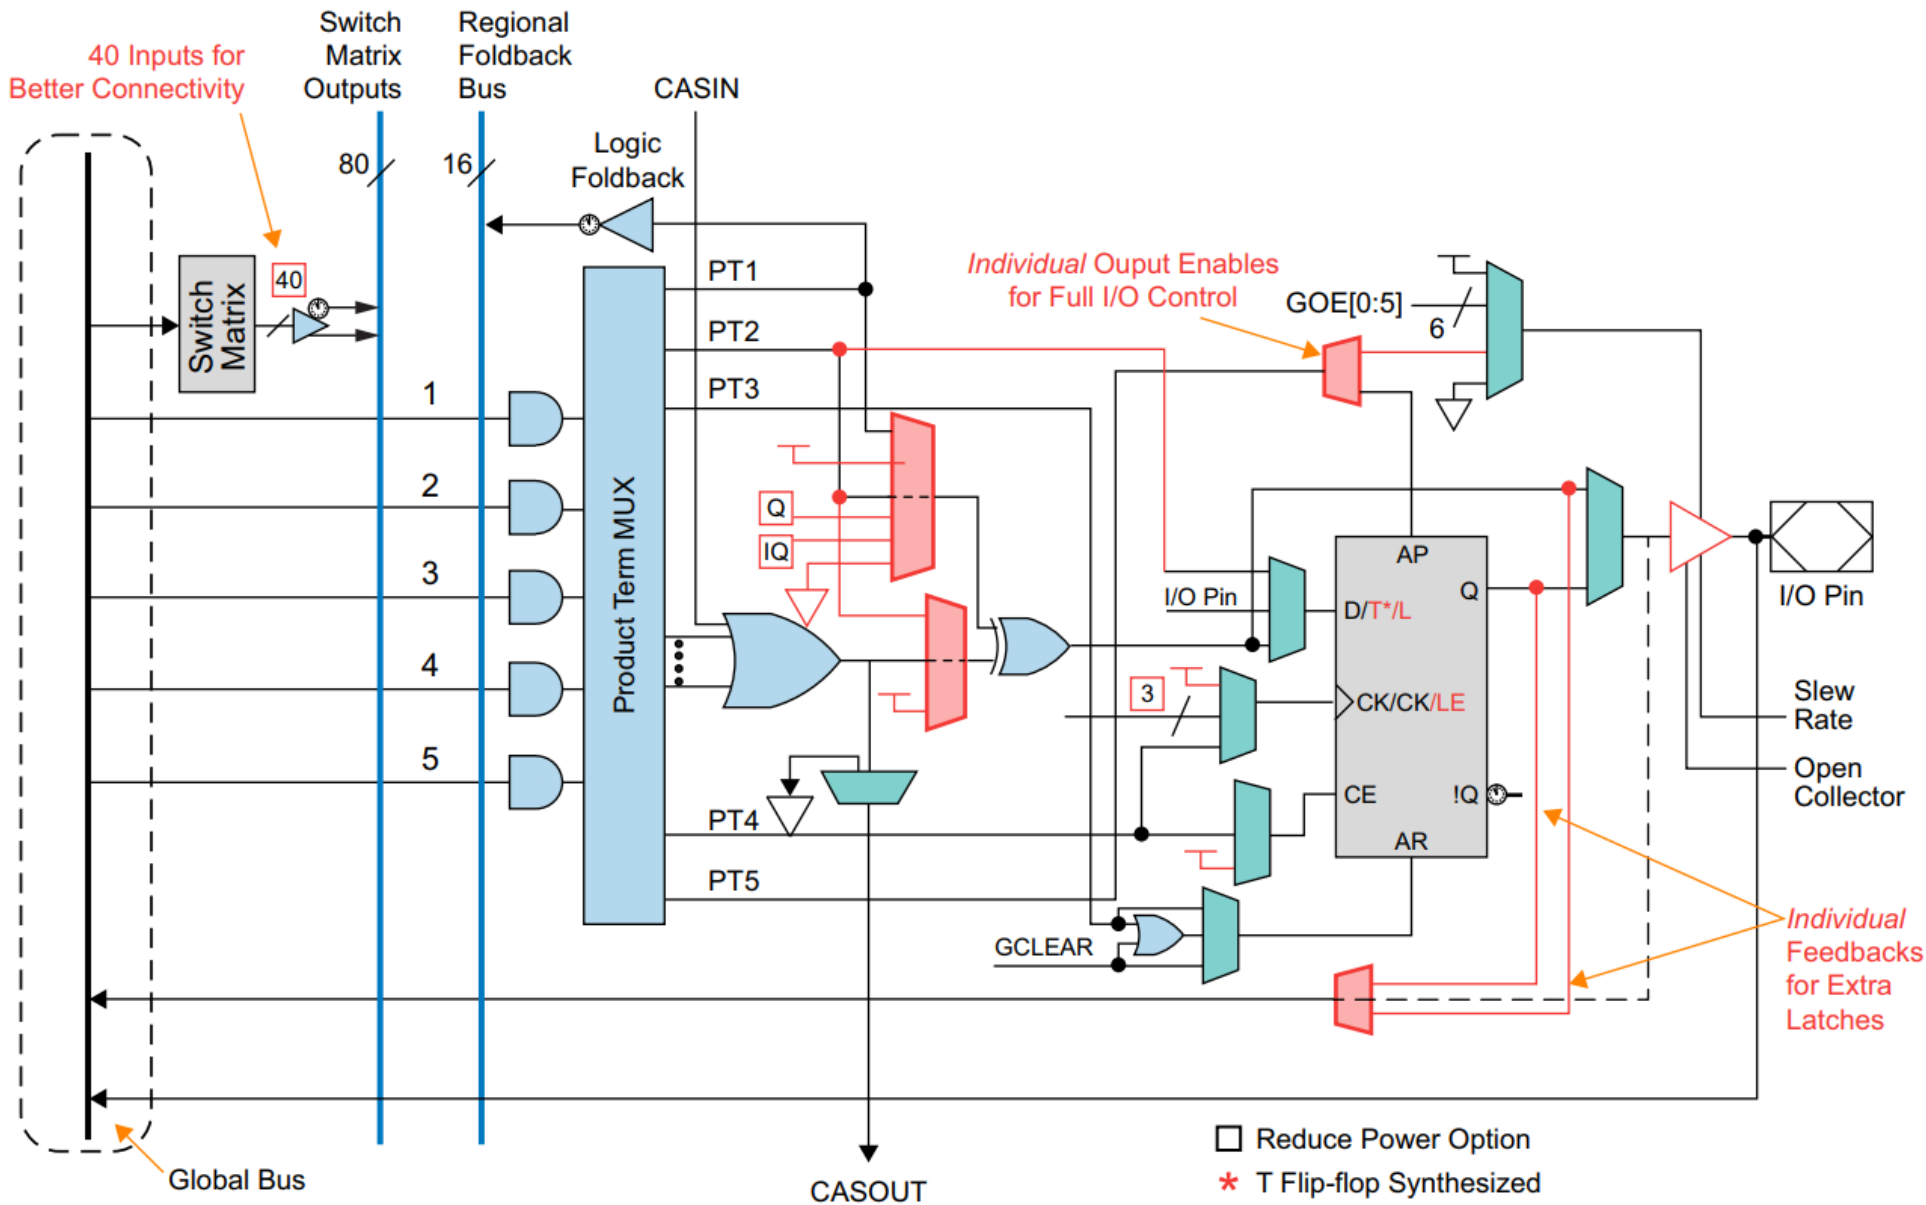 40 Inputs for
Better Connectivity
Switch
Matrix
Outputs
Regional
Foldback
Bus
CASIN
Logic
Foldback
80
16
40
Switch
Matrix
PT1
PT2
PT3
Individual Ouput Enables
for Full I/O Control
GOE[0:5]
6
1
2
3
4
5
Product Term MUX
Q
IQ
I/O Pin
AP
Q
D/T*/L
3
CK/CK/LE
CE
!Q
AR
I/O Pin
Slew
Rate
Open
Collector
PT4
PT5
GCLEAR
Individual
Feedbacks
for Extra
Latches
Global Bus
CASOUT
Reduce Power Option
* T Flip-flop Synthesized